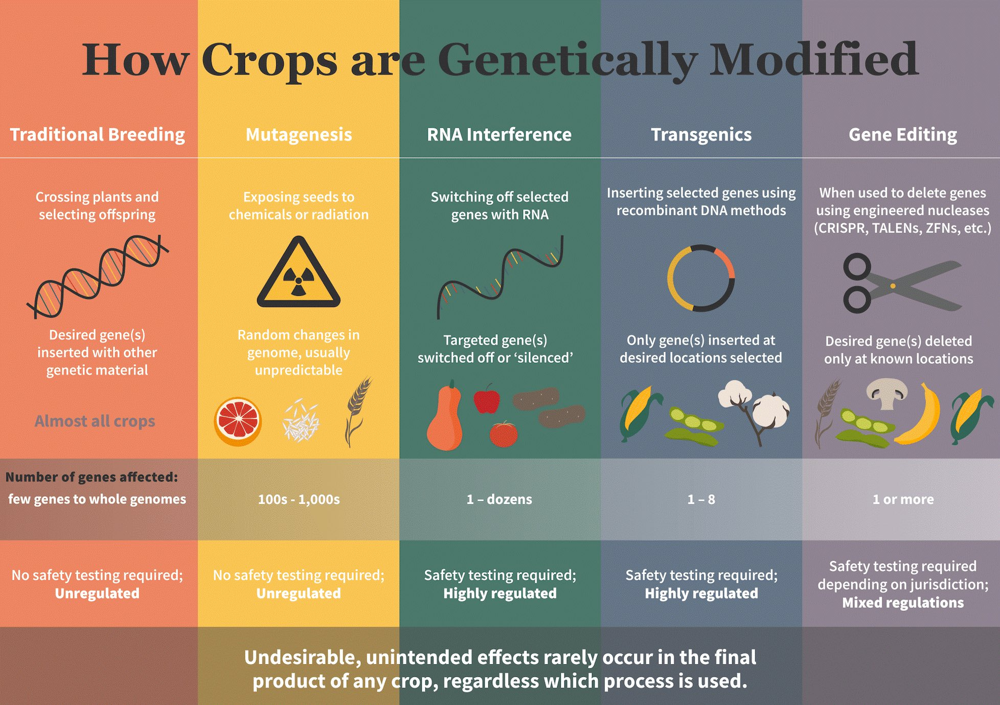 How Crops are Genetically Modified
Traditional Breeding
Crossing plants and
selecting offspring
Desired gene(s)
inserted with other
genetic material
Almost all crops
Number of genes affected:
few genes to whole genomes
No safety testing required;
Unregulated
Mutagenesis
Exposing seeds to
chemicals or radiation
Random changes in
genome, usually
unpredictable
100s - 1,000s
No safety testing required;
Unregulated
RNA Interference
Switching off selected
genes with RNA
Targeted gene(s)
switched off or ‘silenced’
1 – dozens
Safety testing required;
Highly regulated
Transgenics
Inserting selected genes using
recombinant DNA methods
Only gene(s) inserted at
desired locations selected
1 – 8
Safety testing required;
Highly regulated
Gene Editing
When used to delete genes
using engineered nucleases
(CRISPR, TALENs, ZFNs, etc.)
Desired gene(s) deleted
only at known locations
1 or more
Safety testing required
depending on jurisdiction;
Mixed regulations
Undesirable, unintended effects rarely occur in the final
product of any crop, regardless which process is used.